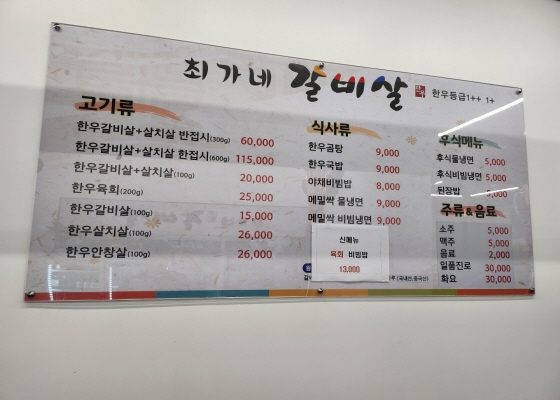 최가네 갈비살 한우등급1++ 1+
고기류
한우갈비살+살치살 반접시(300g) 60,000
한우갈비살+살치살 한접시(600g) 115,000
한우갈비살+살치살(100g) 20,000
한우육회(200g) 25,000
한우갈비살(100g) 15,000
한우살치살(100g) 26,000
한우안창살(100g) 26,000
식사류
한우곰탕 9,000
한우국밥 9,000
야채비빔밥 8,000
메밀싹 물냉면 9,000
메밀싹 비빔냉면 9,000
신메뉴
육회 비빔밥
13,000
후식메뉴
후식물냉면 5,000
후식비빔냉면 5,000
된장밥 5,000
주류&음료
소주 5,000
맥주 5,000
음료 2,000
일품진로 30,000
화요 30,000